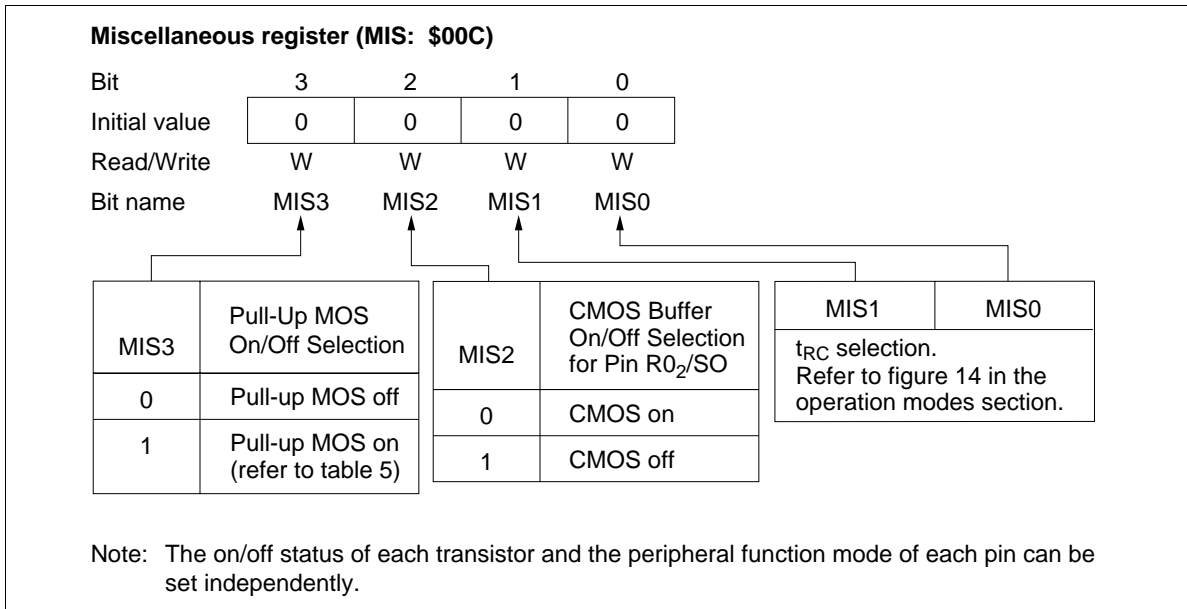 Miscellaneous register (MIS: $00C)
Bit 3 2 1 0
Initial value 0 0 0 0
Read/Write W W W W
Bit name MIS3 MIS2 MIS1 MIS0
MIS3
Pull-Up MOS
On/Off Selection
0 Pull-up MOS off
1 Pull-up MOS on
(refer to table 5)
MIS2
CMOS Buffer
On/Off Selection
for Pin R0₂/SO
0 CMOS on
1 CMOS off
MIS1 MIS0
tRC selection.
Refer to figure 14 in the
operation modes section.
Note: The on/off status of each transistor and the peripheral function mode of each pin can be
set independently.